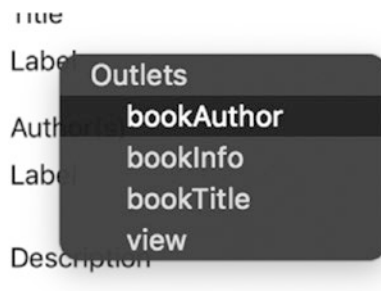 Title
Label
Outlets
bookAuthor
Author(s)
bookInfo
Label
bookTitle
view
Description